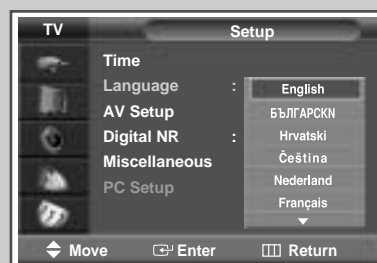 TV Setup
Time
Language :
AV Setup
Digital NR :
Miscellaneous
PC Setup
English
БЪЛГАРСКN
Hrvatski
Čeština
Nederland
Français
Move Enter Return